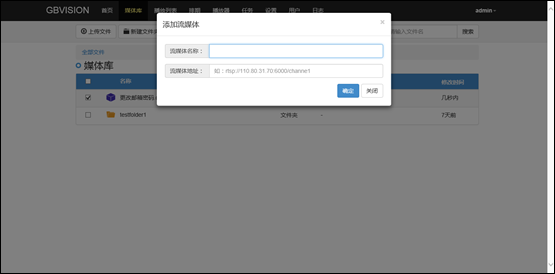 GBVISION 首页 媒体库 播放列表 排期 播放器 任务 设置 用户 日志 admin
添加流媒体 ×
上传文件 新建文件夹 输入文件名 搜索
流媒体名称：
全部文件
流媒体地址： 如：rtsp://110.80.31.70:6000/channe1
媒体库
名称 修改时间
确定 关闭
更改邮箱密码 几秒内
testfolder1 文件夹 - 7天前